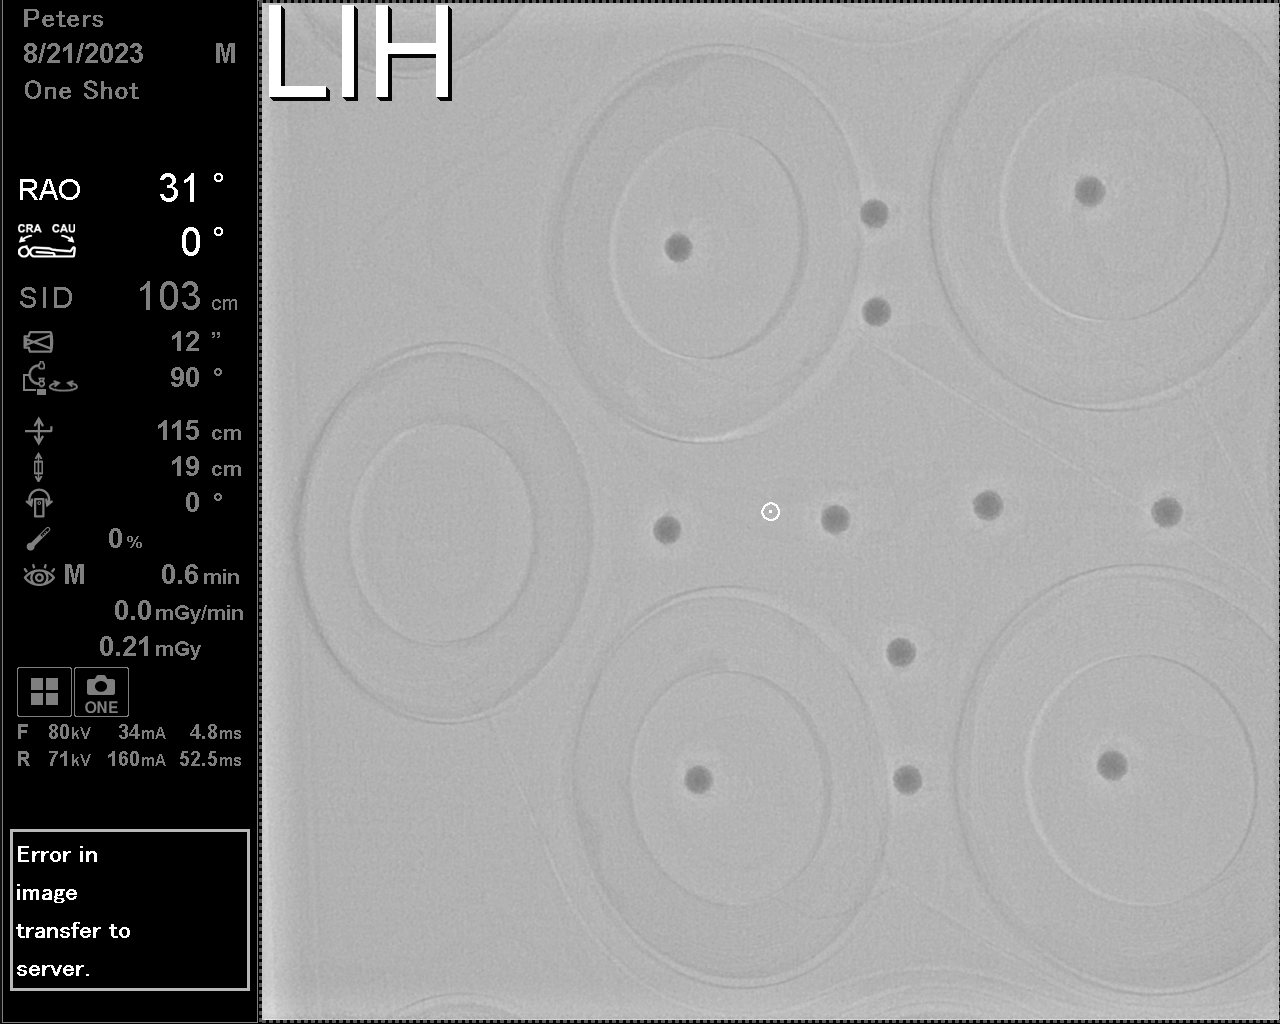 Peters
8/21/2023 M
One Shot
LIH
RAO 31 °
CRA CAU
0 °
SID 103 cm
12 ”
90 °
115 cm
19 cm
0 °
0 %
M 0.6 min
0.0 mGy/min
0.21 mGy
ONE
F 80kV 34mA 4.8ms
R 71kV 160mA 52.5ms
Error in
image
transfer to
server.